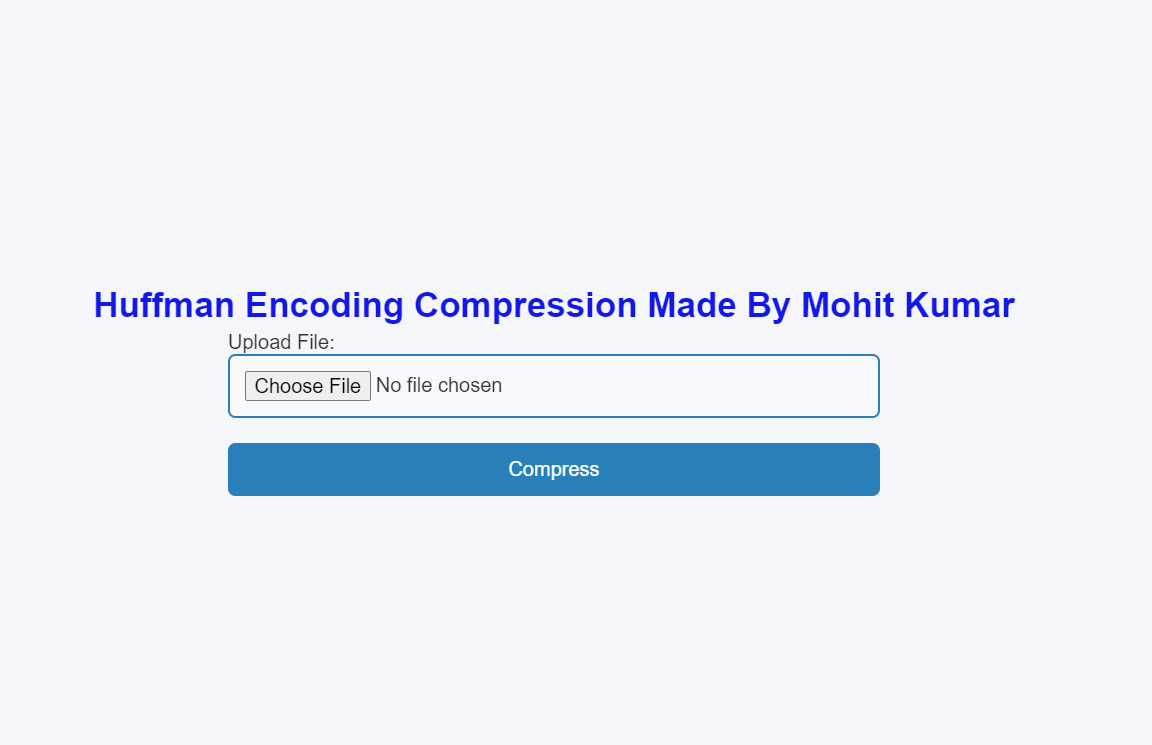 Huffman Encoding Compression Made By Mohit Kumar
Upload File:
Choose File No file chosen
Compress